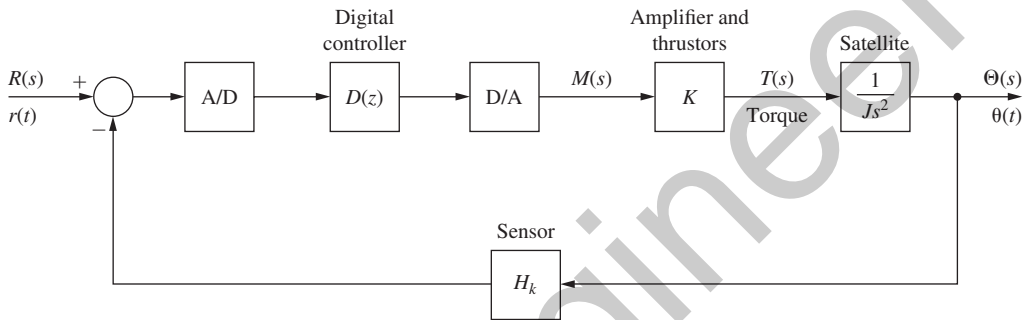 Digital
controller
Amplifier and
thrustors
Satellite
R(s)
+
r(t)
−
A/D
D(z)
D/A
M(s)
K
T(s)
Torque
1
Js²
Θ(s)
θ(t)
Sensor
H_k